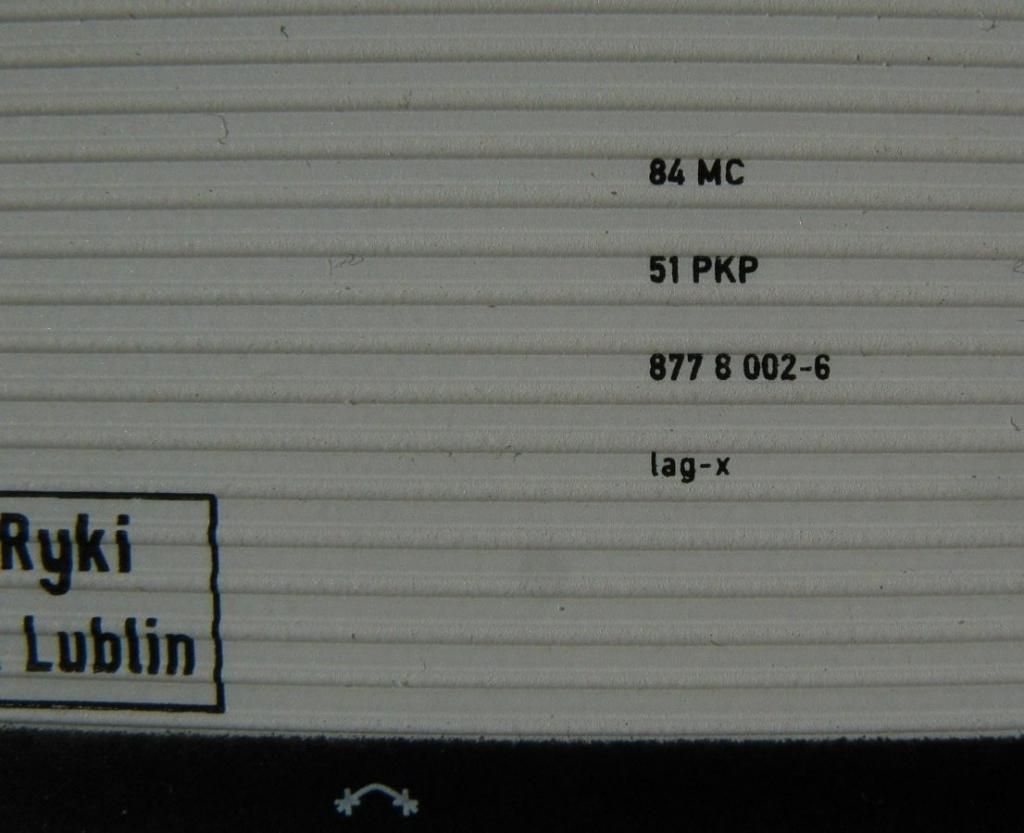 84 MC
51 PKP
877 8 002-6
lag-x
Ryki
. Lublin